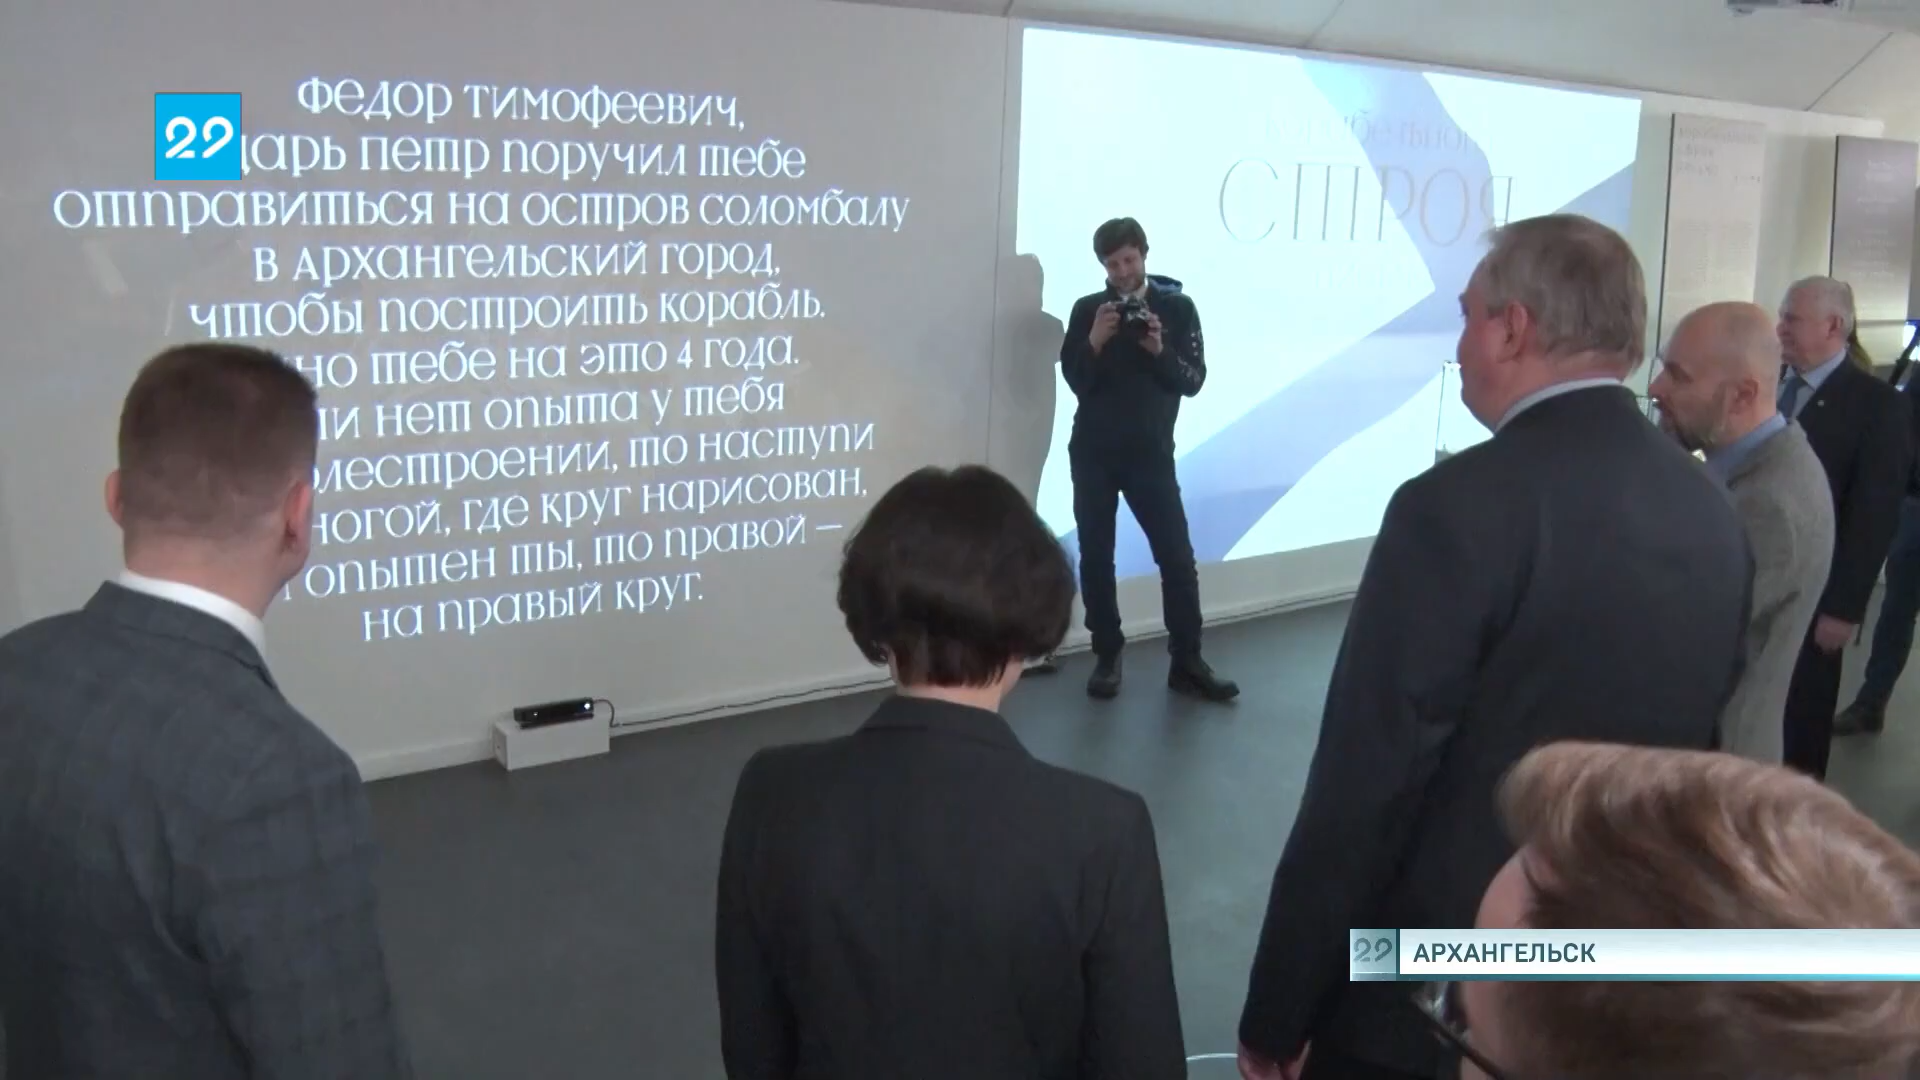 29
ФЕДОР ТИМОФЕЕВИЧ,
ПЕТР ПОРУЧИЛ ТЕБЕ
ОТПРАВИТЬСЯ НА ОСТРОВ СОЛОМБАЛУ
В АРХАНГЕЛЬСКИЙ ГОРОД,
ЧТОБЫ ПОСТРОИТЬ КОРАБЛЬ.
ТЕБЕ НА ЭТО 4 ГОДА.
НЕТ ОПЫТА У ТЕБЯ
ТО НАСТУПИ
НОГОЙ, ГДЕ КРУГ НАРИСОВАН,
ОПЫТЕН ТЫ, ТО ПРАВОЙ –
НА ПРАВЫЙ КРУГ.
СТРОЯ
29 АРХАНГЕЛЬСК